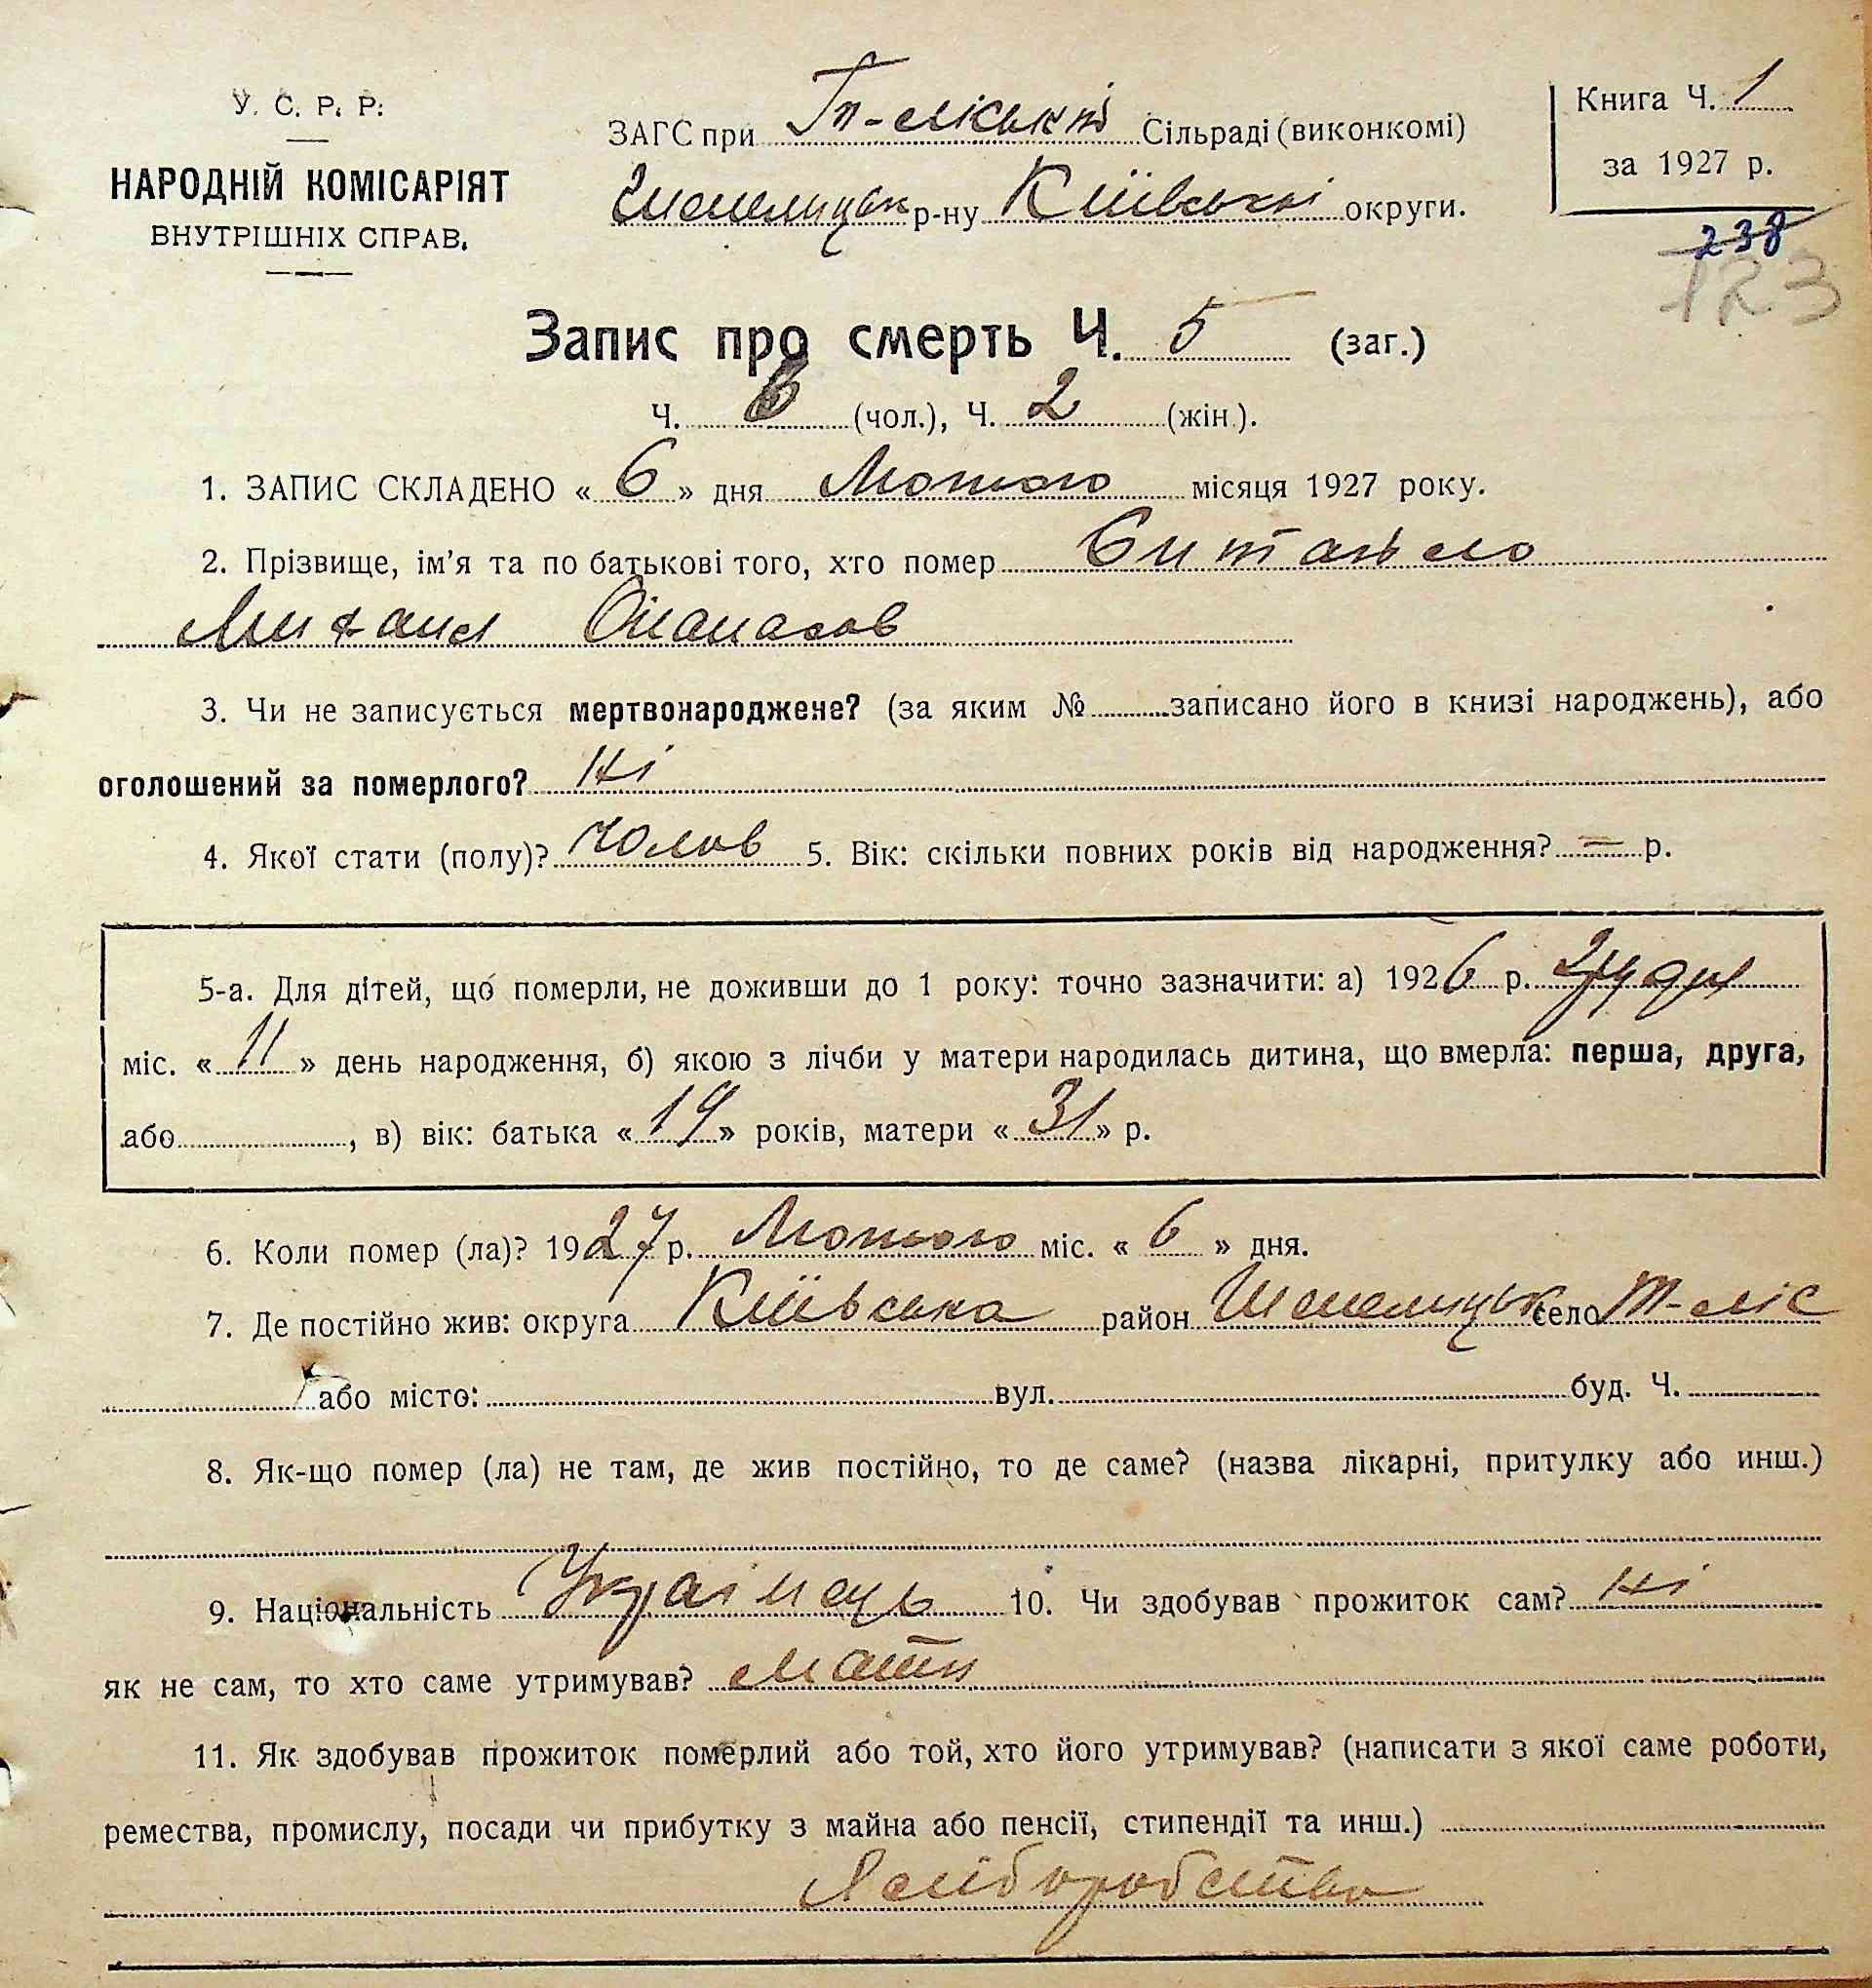 У. С. Р. Р.
НАРОДНІЙ КОМІСАРІЯТ
ВНУТРІШНІХ СПРАВ.
ЗАГС при Т-ліській Сільраді (виконкомі)
Шепелицьк р-ну Київської округи.
Книга Ч. 1
за 1927 р.
238
123
Запис про смерть Ч. 5 (заг.)
Ч. (чол.), Ч. 2 (жін.).
1. ЗАПИС СКЛАДЕНО « 6 » дня Лютого місяця 1927 року.
2. Прізвище, ім'я та по батькові того, хто помер
Опанасов
3. Чи не записується мертвонароджене? (за яким № записано його в книзі народжень), або
оголошений за померлого? Ні
4. Якої стати (полу)? Чолов 5. Вік: скільки повних років від народження? = р.
5-а. Для дітей, що померли, не доживши до 1 року: точно зазначити: а) 1926 р. Грудня
міс. « 11 » день народження, б) якою з лічби у матери народилась дитина, що вмерла: перша, друга,
або , в) вік: батька « 19 » років, матери « 31 » р.
6. Коли помер (ла)? 1927 р. Лютого міс. « 6 » дня.
7. Де постійно жив: округа Київська район Шепелицьк село Т-ліс
або місто: вул. буд. Ч.
8. Як-що помер (ла) не там, де жив постійно, то де саме? (назва лікарні, притулку або инш.)
9. Національність Украінець 10. Чи здобував прожиток сам? Ні
як не сам, то хто саме утримував? Мати
11. Як здобував прожиток померлий або той, хто його утримував? (написати з якої саме роботи,
ремества, промислу, посади чи прибутку з майна або пенсії, стипендії та инш.)